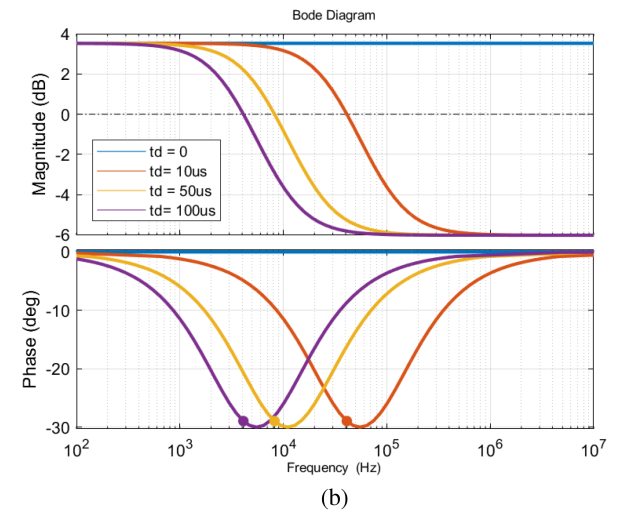 Bode Diagram
4
2
0
-2
-4
-6
Magnitude (dB)
td = 0
td= 10us
td = 50us
td= 100us
0
-10
-20
-30
Phase (deg)
10^2
10^3
10^4
10^5
10^6
10^7
Frequency (Hz)
(b)